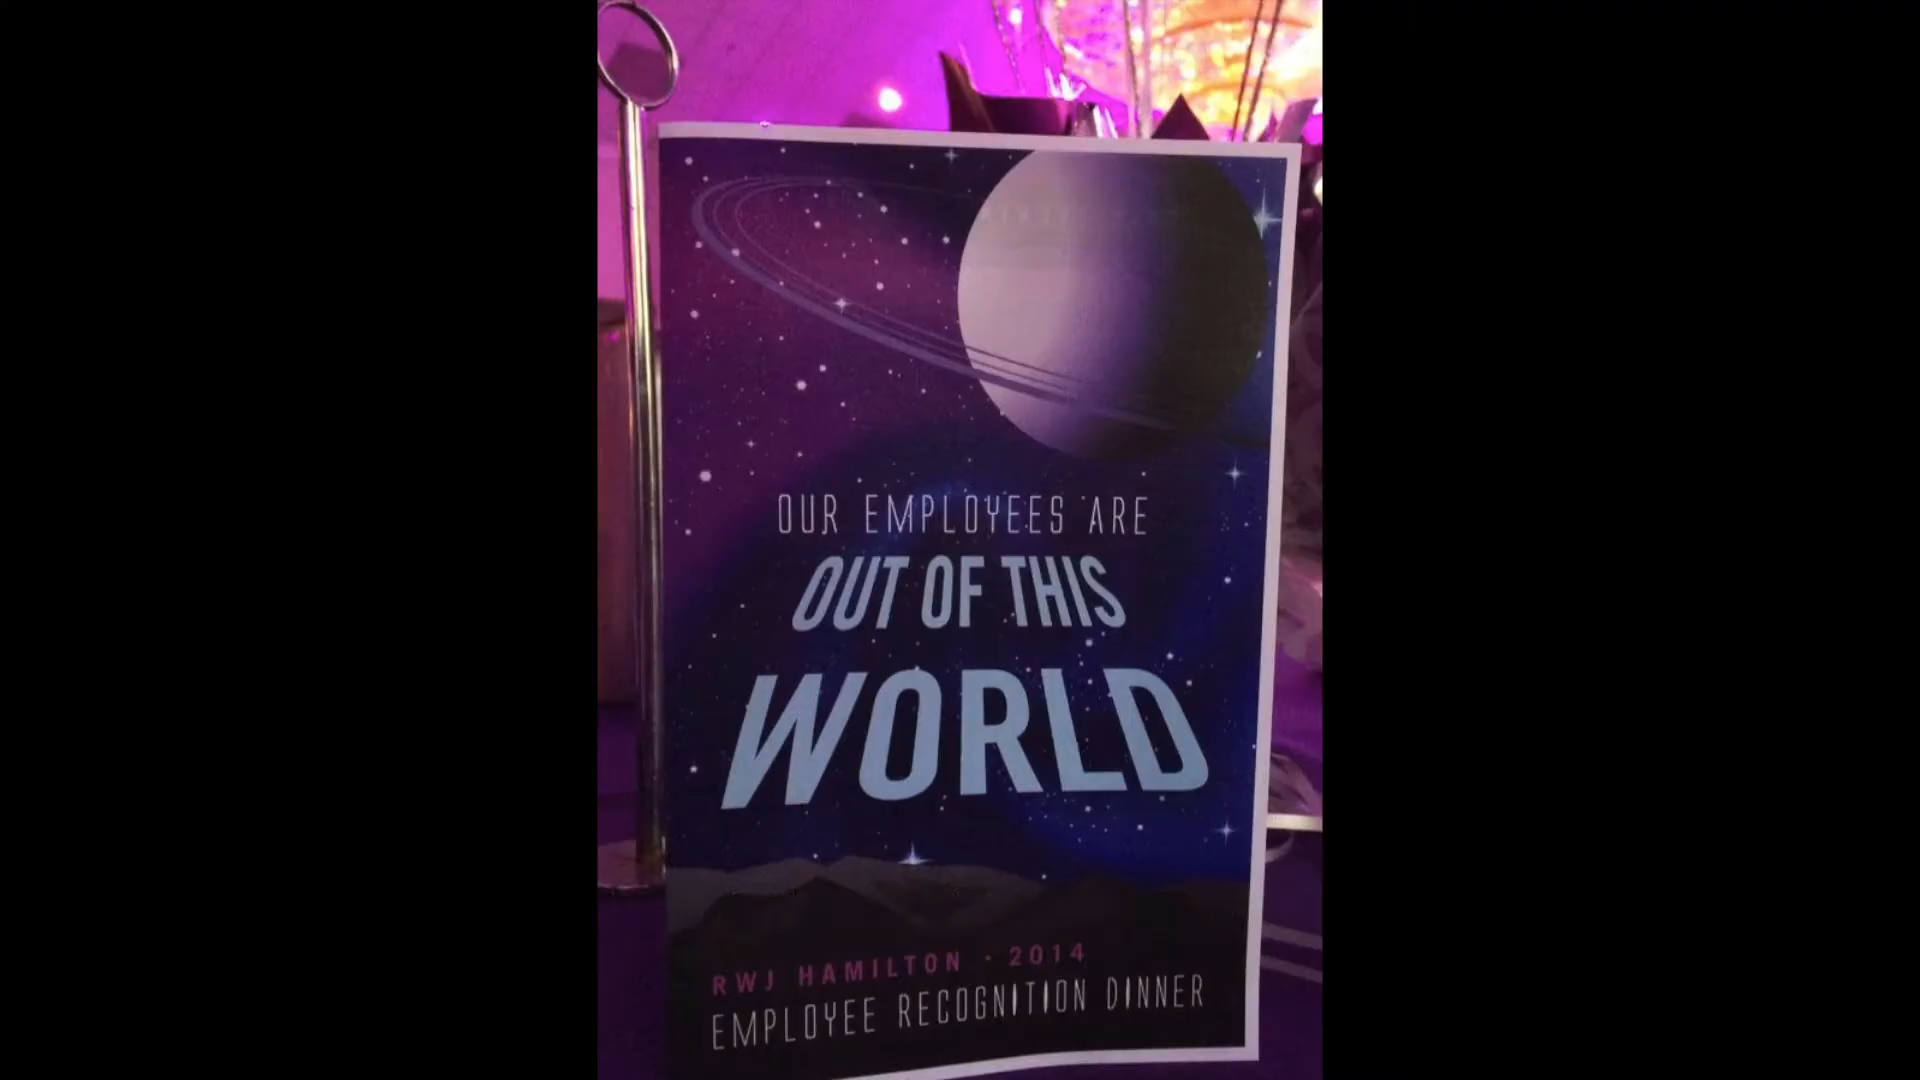 OUR EMPLOYEES ARE
OUT OF THIS
WORLD
RWJ HAMILTON · 2014
EMPLOYEE RECOGNITION DINNER